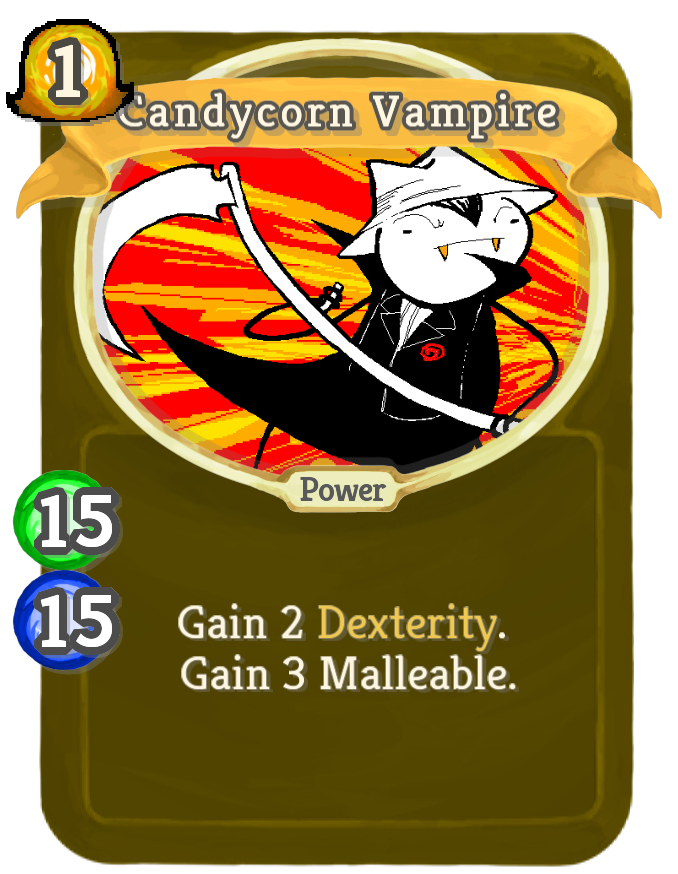 1
Candycorn Vampire
Power
15
15
Gain 2 Dexterity.
Gain 3 Malleable.